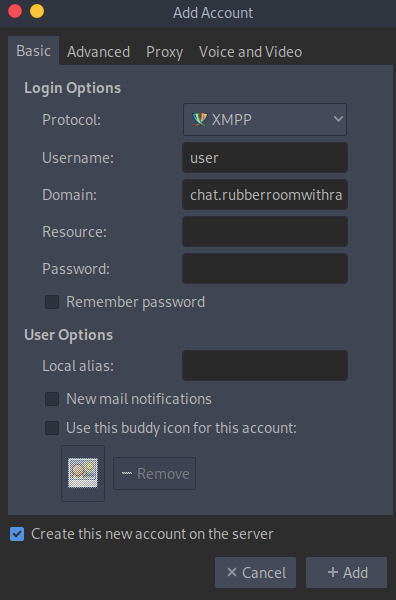 Add Account
Basic Advanced Proxy Voice and Video
Login Options
Protocol: XMPP
Username: user
Domain: chat.rubberroomwithra
Resource:
Password:
Remember password
User Options
Local alias:
New mail notifications
Use this buddy icon for this account:
Remove
Create this new account on the server
Cancel Add